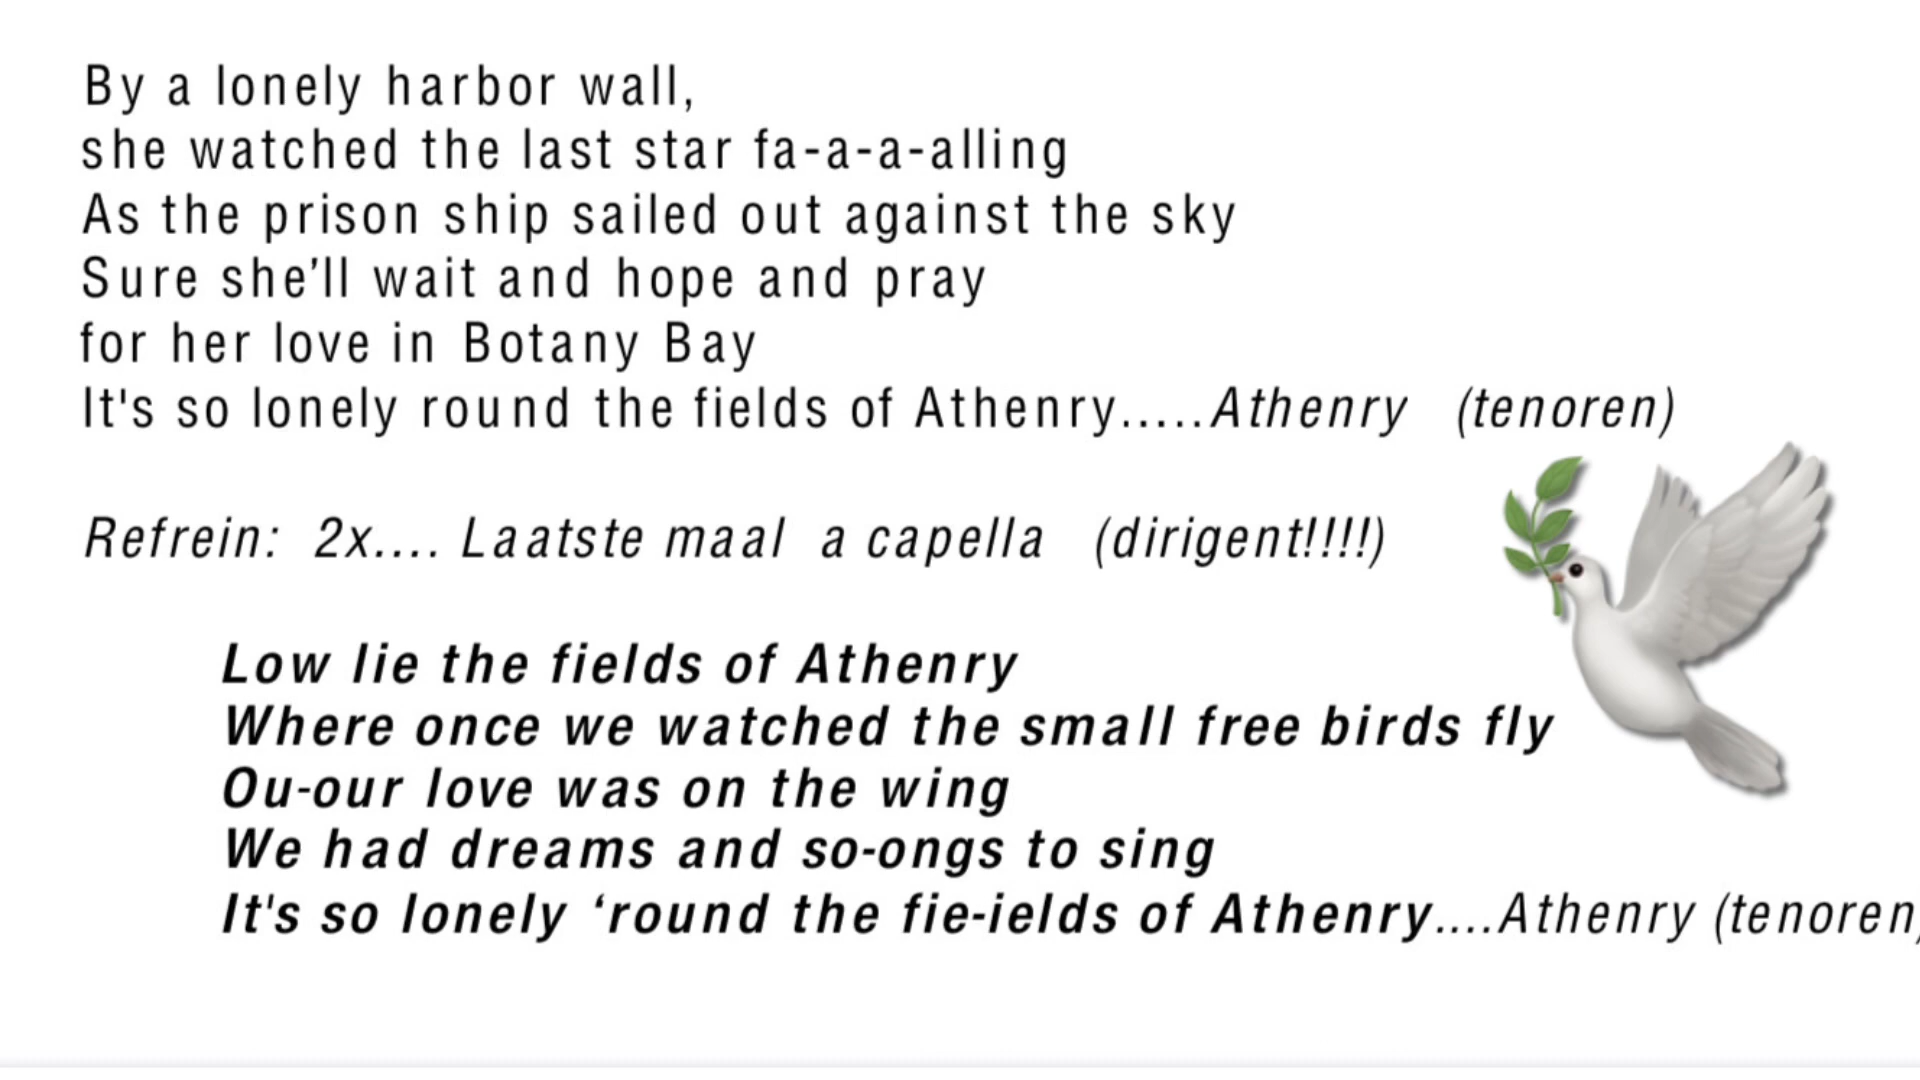 By a lonely harbor wall,
she watched the last star fa-a-a-alling
As the prison ship sailed out against the sky
Sure she’ll wait and hope and pray
for her love in Botany Bay
It's so lonely round the fields of Athenry.....Athenry (tenoren)
Refrein: 2x.... Laatste maal a capella (dirigent!!!!)
Low lie the fields of Athenry
Where once we watched the small free birds fly
Ou-our love was on the wing
We had dreams and so-ongs to sing
It's so lonely ‘round the fie-ields of Athenry....Athenry (tenoren)